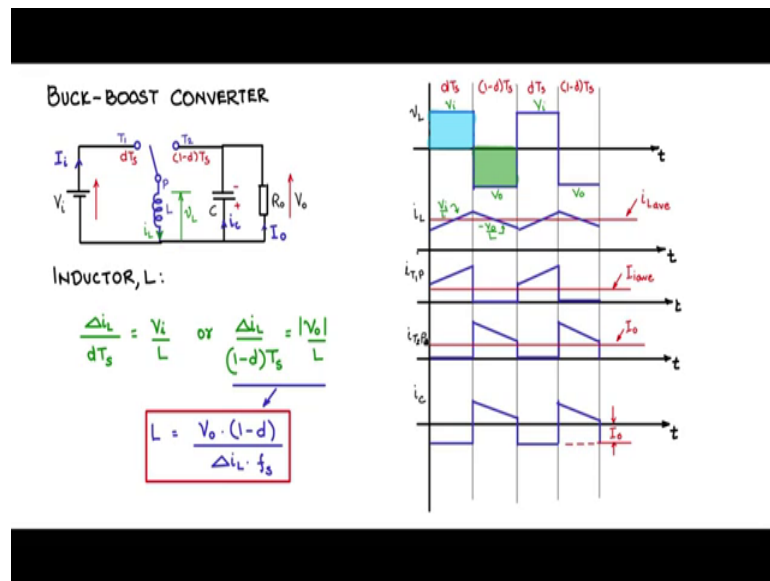 BUCK-BOOST CONVERTER
T1 T2
dTs (1-d)Ts
Ii P
Vi L vL C - + Ro Vo
iL ic Io
INDUCTOR, L:
ΔiL / dTs = Vi / L or ΔiL / (1-d)Ts = |Vo| / L
L = Vo · (1-d) / ΔiL · fs
dTs (1-d)Ts dTs (1-d)Ts
vL Vi Vi
t
Vo Vo
iL Vi/L -Vo/L iLave
t
iT1P Iiave
t
iT2P Io
t
ic
t
Io